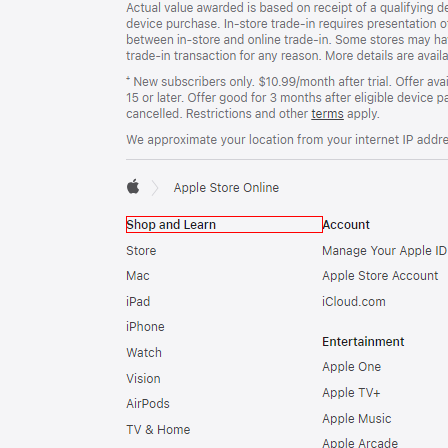 Actual value awarded is based on receipt of a qualifying de
device purchase. In-store trade-in requires presentation o
between in-store and online trade-in. Some stores may ha
trade-in transaction for any reason. More details are availa
+ New subscribers only. $10.99/month after trial. Offer avai
15 or later. Offer good for 3 months after eligible device pa
cancelled. Restrictions and other terms apply.
We approximate your location from your internet IP addre
Apple Store Online
Shop and Learn
Store
Mac
iPad
iPhone
Watch
Vision
AirPods
TV & Home
Account
Manage Your Apple ID
Apple Store Account
iCloud.com
Entertainment
Apple One
Apple TV+
Apple Music
Apple Arcade